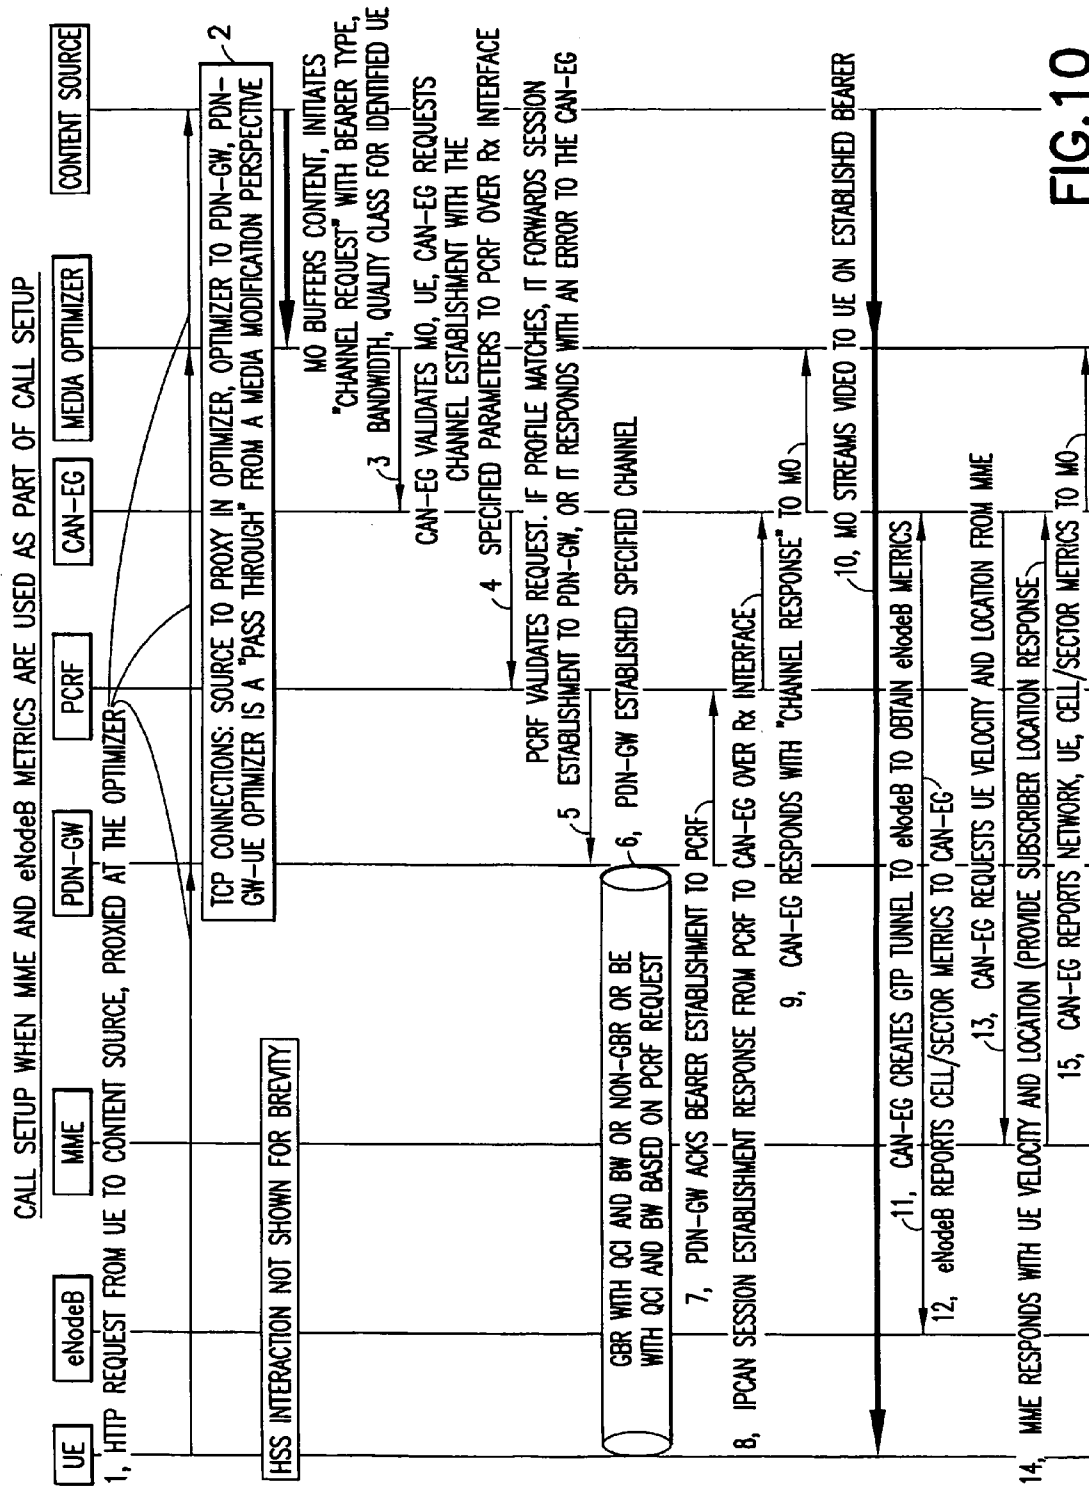 CALL SETUP WHEN MME AND eNodeB METRICS ARE USED AS PART OF CALL SETUP
UE
eNodeB
MME
PDN-GW
PCRF
CAN-EG
MEDIA OPTIMIZER
CONTENT SOURCE
1, HTTP REQUEST FROM UE TO CONTENT SOURCE, PROXIED AT THE OPTIMIZER
TCP CONNECTIONS: SOURCE TO PROXY IN OPTIMIZER, OPTIMIZER TO PDN-GW, PDN-
GW-UE OPTIMIZER IS A "PASS THROUGH" FROM A MEDIA MODIFICATION PERSPECTIVE
2
HSS INTERACTION NOT SHOWN FOR BREVITY
MO BUFFERS CONTENT, INITIATES
"CHANNEL REQUEST" WITH BEARER TYPE,
3 BANDWIDTH, QUALITY CLASS FOR IDENTIFIED UE
CAN-EG VALIDATES MO, UE, CAN-EG REQUESTS
CHANNEL ESTABLISHMENT WITH THE
4 SPECIFIED PARAMETERS TO PCRF OVER Rx INTERFACE
PCRF VALIDATES REQUEST. IF PROFILE MATCHES, IT FORWARDS SESSION
5 ESTABLISHMENT TO PDN-GW, OR IT RESPONDS WITH AN ERROR TO THE CAN-EG
6, PDN-GW ESTABLISHED SPECIFIED CHANNEL
GBR WITH QCI AND BW OR NON-GBR OR BE
WITH QCI AND BW BASED ON PCRF REQUEST
7, PDN-GW ACKS BEARER ESTABLISHMENT TO PCRF
8, IPCAN SESSION ESTABLISHMENT RESPONSE FROM PCRF TO CAN-EG OVER Rx INTERFACE
9, CAN-EG RESPONDS WITH "CHANNEL RESPONSE" TO MO
10, MO STREAMS VIDEO TO UE ON ESTABLISHED BEARER
11, CAN-EG CREATES GTP TUNNEL TO eNodeB TO OBTAIN eNodeB METRICS
12, eNodeB REPORTS CELL/SECTOR METRICS TO CAN-EG
13, CAN-EG REQUESTS UE VELOCITY AND LOCATION FROM MME
14, MME RESPONDS WITH UE VELOCITY AND LOCATION (PROVIDE SUBSCRIBER LOCATION RESPONSE)
15, CAN-EG REPORTS NETWORK, UE, CELL/SECTOR METRICS TO MO
FIG.10